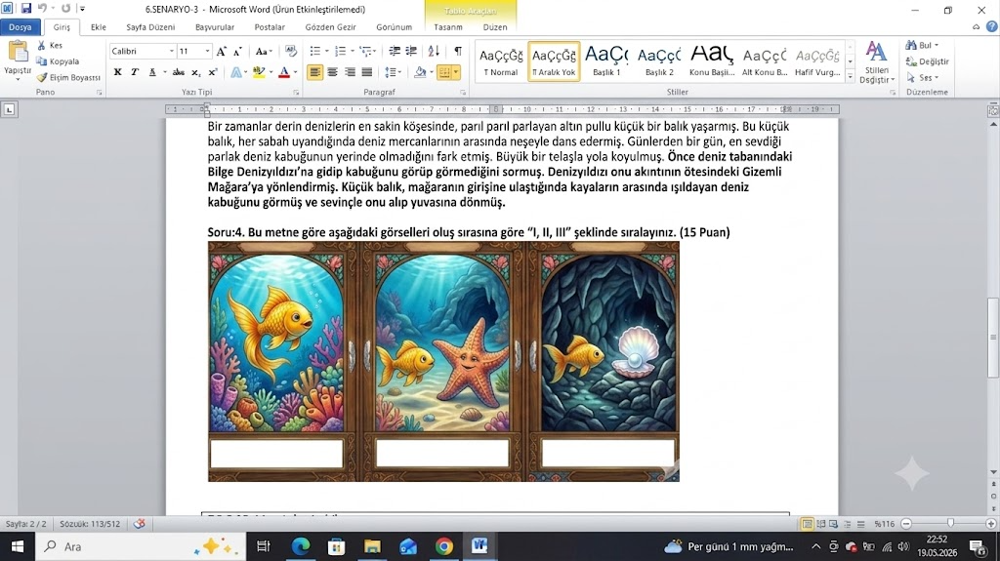 6.SENARYO-3 - Microsoft Word (Ürün Etkinleştirilemedi)
Tablo Araçları
Dosya Giriş Ekle Sayfa Düzeni Başvurular Postalar Gözden Geçir Görünüm Tasarım Düzen
Yapıştır
Kes
Kopyala
Biçim Boyacısı
Pano
Calibri 11
K T A abc x₂ x²
Yazı Tipi
Paragraf
AaÇçĞğ AaÇçĞğ AaÇç AaÇçĞ AaÇ AaÇçĞ AaÇçĞğ
¶ Normal ¶ Aralık Yok Başlık 1 Başlık 2 Konu Başlı... Alt Konu B... Hafif Vurg...
Stilleri Değiştir
Stiller
Bul
Değiştir
Seç
Düzenleme
Bir zamanlar derin denizlerin en sakin köşesinde, parıl parıl parlayan altın pullu küçük bir balık yaşarmış. Bu küçük
balık, her sabah uyandığında deniz mercanlarının arasında neşeyle dans edermiş. Günlerden bir gün, en sevdiği
parlak deniz kabuğunun yerinde olmadığını fark etmiş. Büyük bir telaşla yola koyulmuş. Önce deniz tabanındaki
Bilge Denizyıldızı’na gidip kabuğunu görüp görmediğini sormuş. Denizyıldızı onu akıntının ötesindeki Gizemli
Mağara’ya yönlendirmiş. Küçük balık, mağaranın girişine ulaştığında kayaların arasında ışıldayan deniz
kabuğunu görmüş ve sevinçle onu alıp yuvasına dönmüş.
Soru:4. Bu metne göre aşağıdaki görselleri oluş sırasına göre “I, II, III” şeklinde sıralayınız. (15 Puan)
Sayfa: 2 / 2 Sözcük: 113/512 %116
Ara
Per günü 1 mm yağm...
22:52
19.05.2026